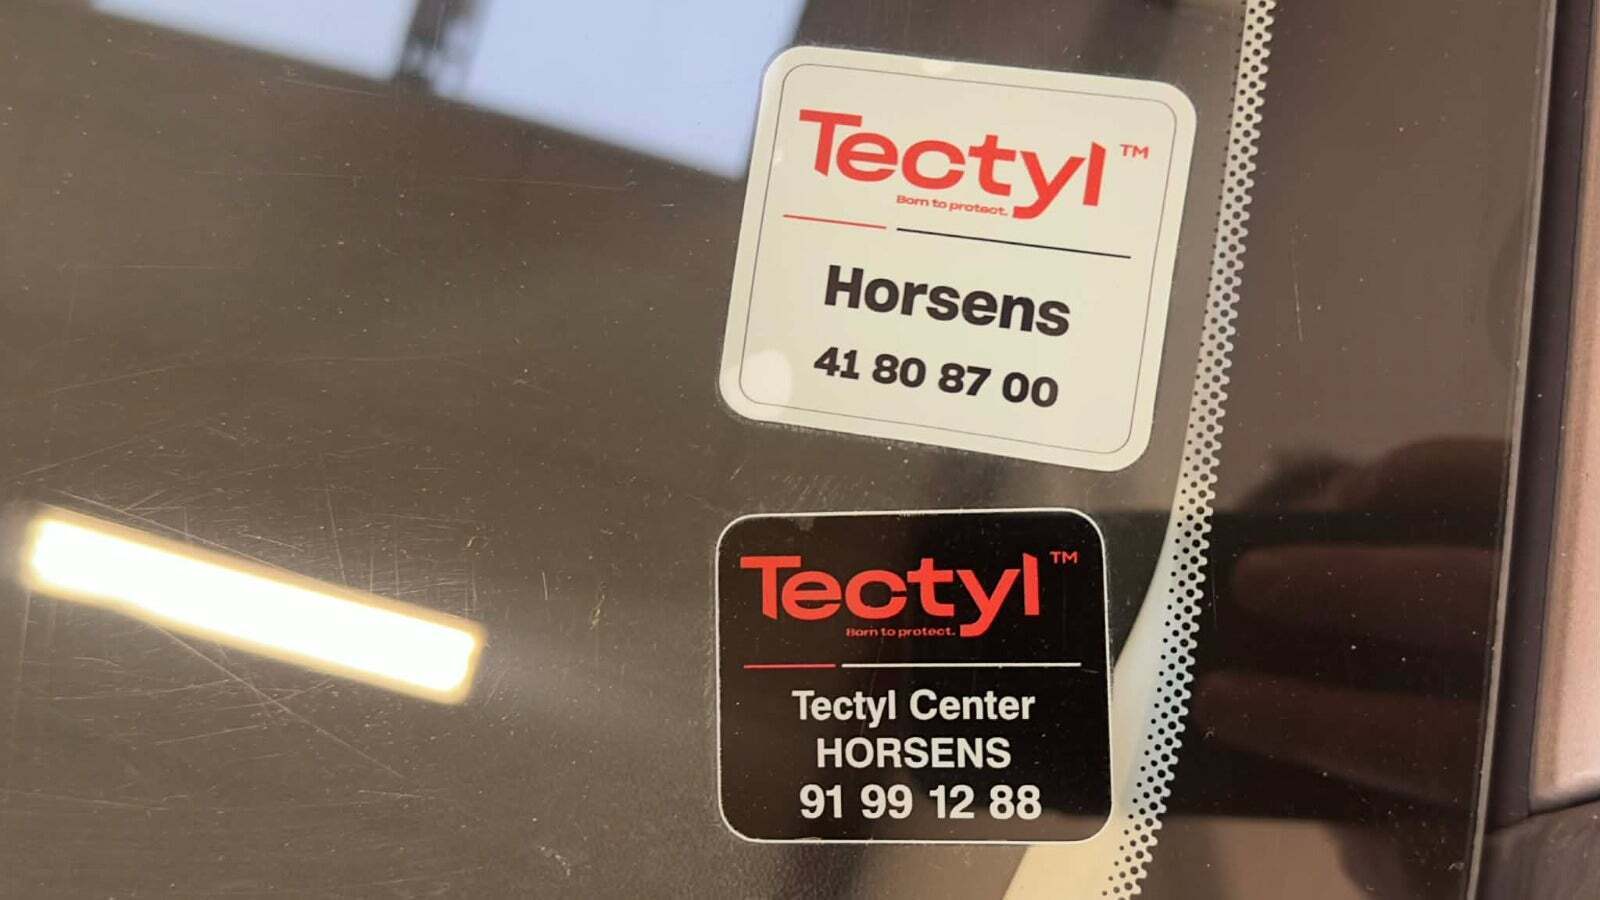 Tectyl™
Born to protect.
Horsens
41 80 87 00
Tectyl™
Born to protect.
Tectyl Center
HORSENS
91 99 12 88